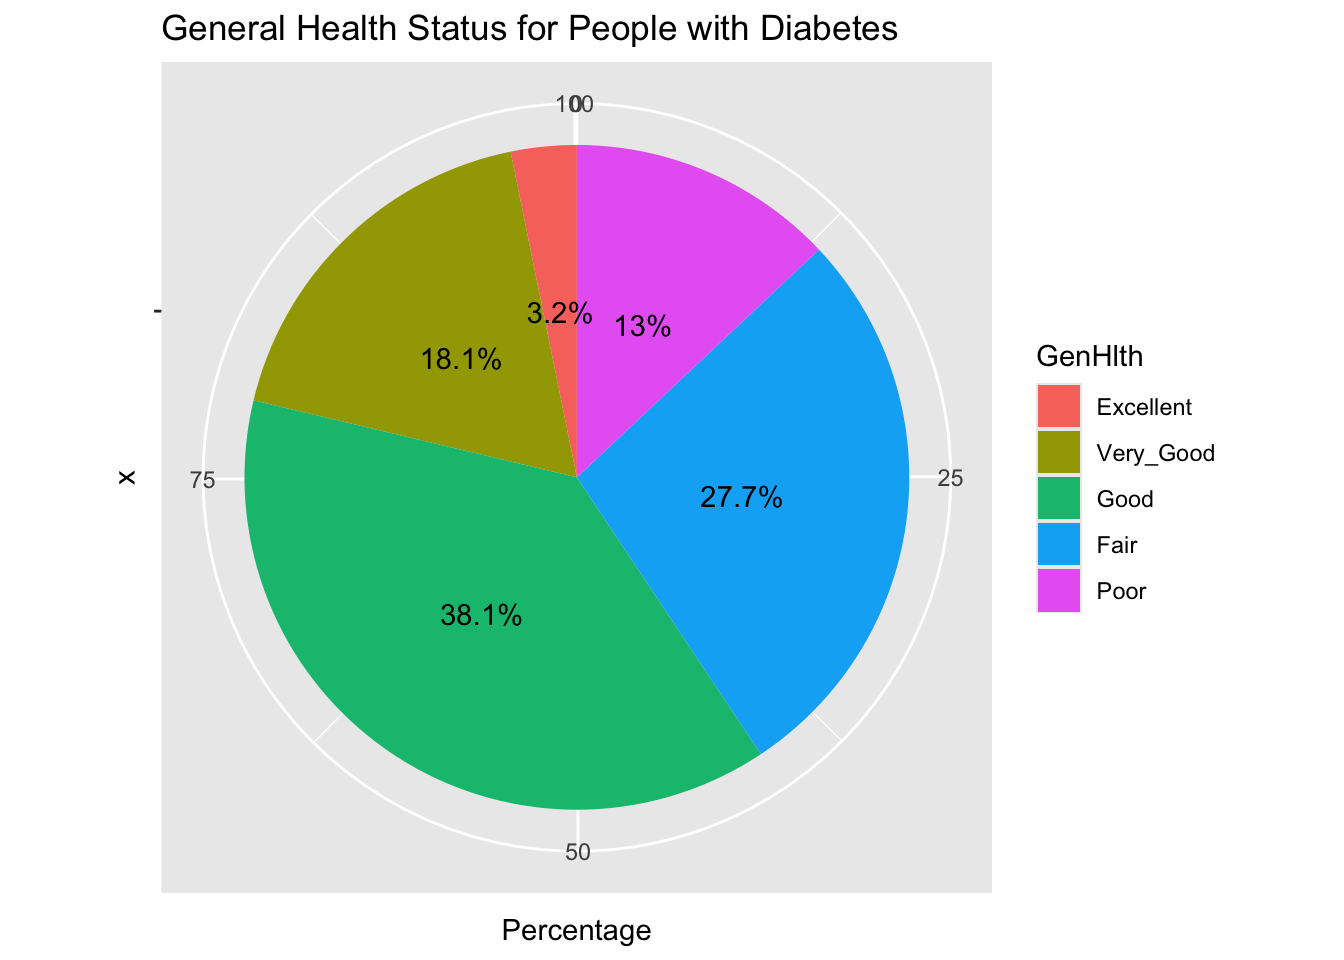 General Health Status for People with Diabetes
100
0
3.2%
13%
18.1%
GenHlth
Excellent
Very_Good
Good
Fair
Poor
x
75
25
27.7%
38.1%
50
Percentage